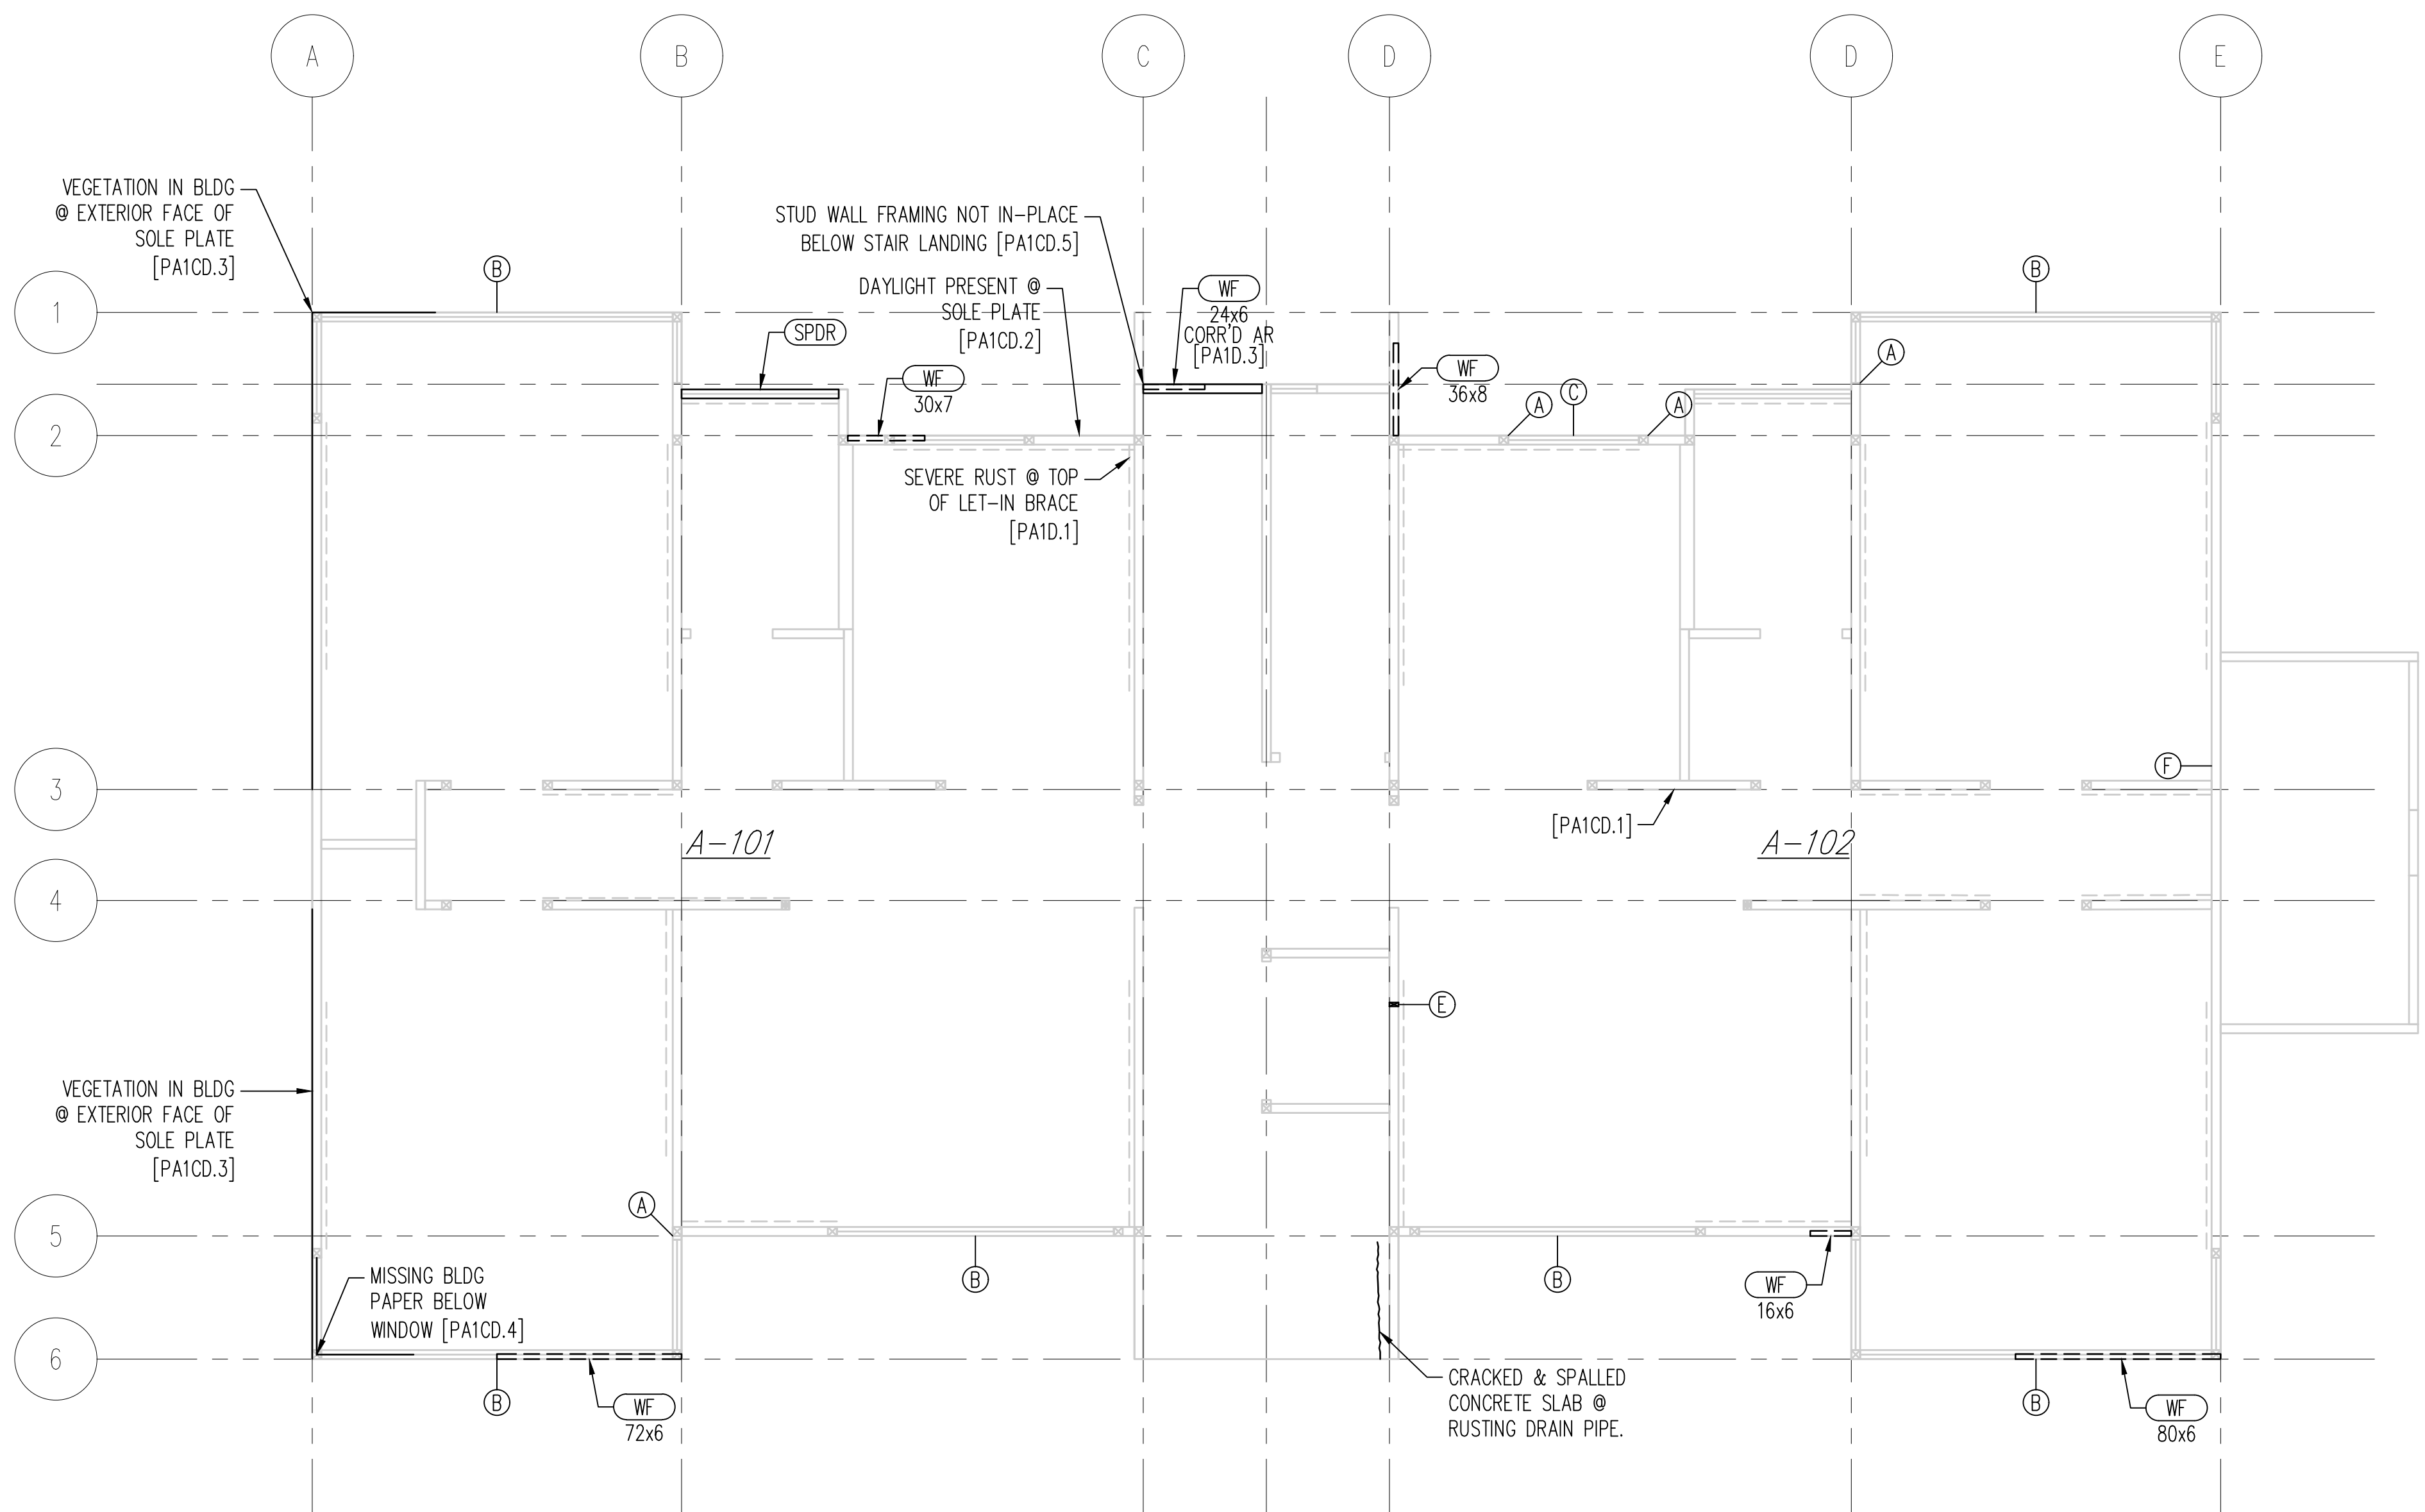 A
B
C
D
D
E
VEGETATION IN BLDG
@ EXTERIOR FACE OF
SOLE PLATE
[PA1CD.3]
STUD WALL FRAMING NOT IN-PLACE
BELOW STAIR LANDING [PA1CD.5]
B
B
DAYLIGHT PRESENT @
SOLE PLATE
[PA1CD.2]
WF
24x6
CORR'D AR
[PA1D.3]
1
SPDR
A
WF
30x7
WF
36x8
A
C
A
2
SEVERE RUST @ TOP
OF LET-IN BRACE
[PA1D.1]
F
3
[PA1CD.1]
A-101
A-102
4
E
VEGETATION IN BLDG
@ EXTERIOR FACE OF
SOLE PLATE
[PA1CD.3]
A
5
MISSING BLDG
PAPER BELOW
WINDOW [PA1CD.4]
B
B
WF
16x6
6
CRACKED & SPALLED
CONCRETE SLAB @
RUSTING DRAIN PIPE.
B
WF
72x6
B
WF
80x6